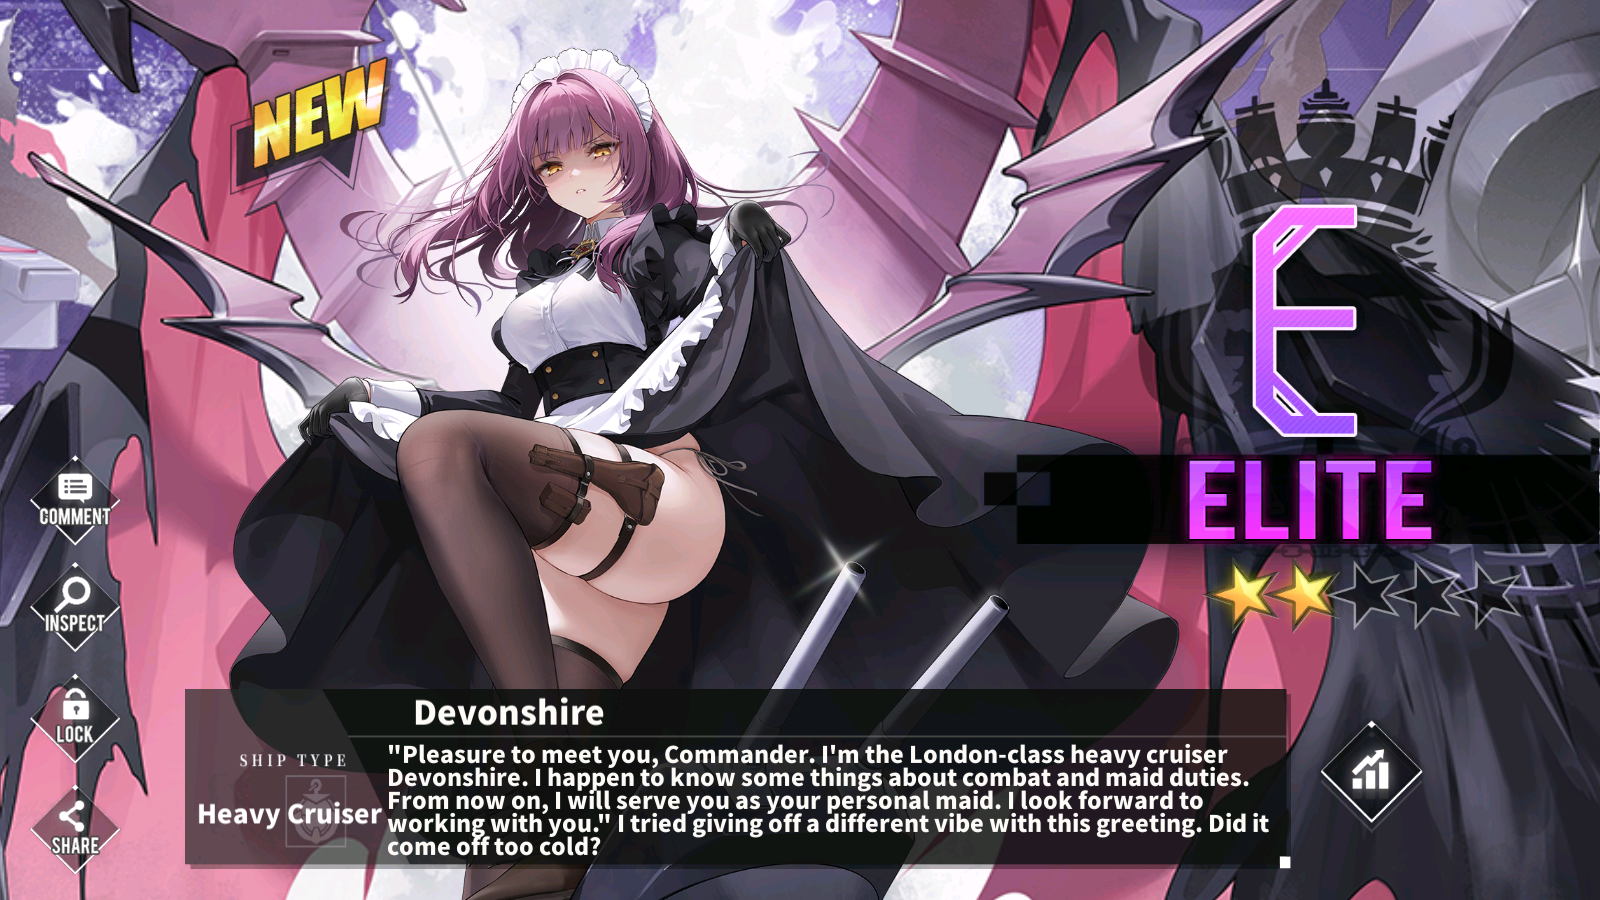 NEW
E
ELITE
COMMENT
INSPECT
LOCK
SHARE
Devonshire
SHIP TYPE
Heavy Cruiser
"Pleasure to meet you, Commander. I'm the London-class heavy cruiser
Devonshire. I happen to know some things about combat and maid duties.
From now on, I will serve you as your personal maid. I look forward to
working with you." I tried giving off a different vibe with this greeting. Did it
come off too cold?